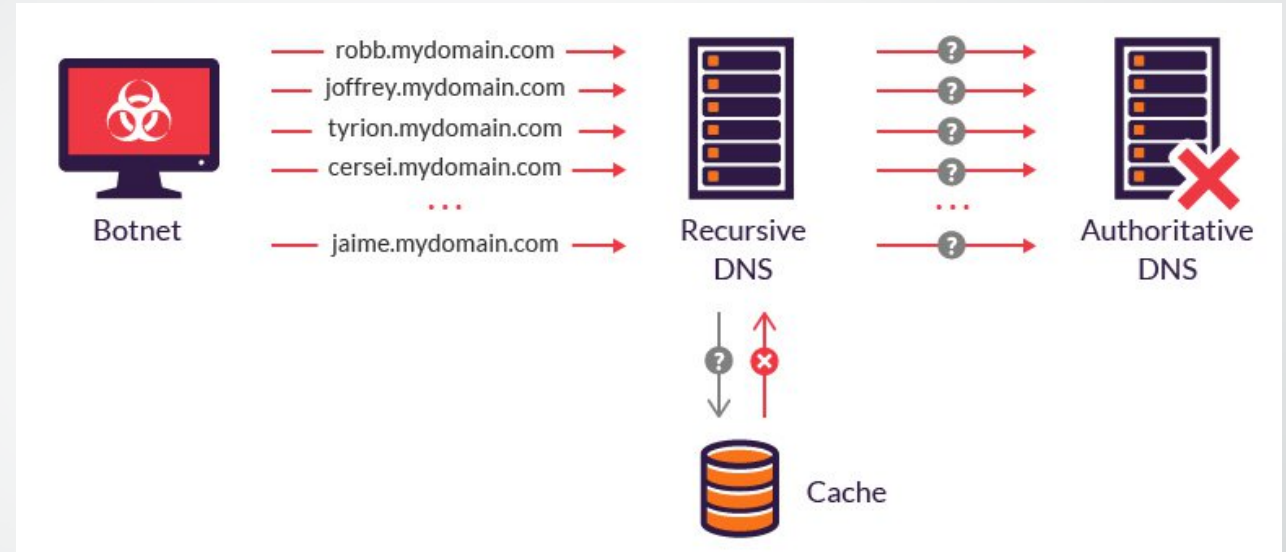 robb.mydomain.com
joffrey.mydomain.com
tyrion.mydomain.com
cersei.mydomain.com
...
...
jaime.mydomain.com
?
?
?
?
?
Botnet
Recursive
DNS
Authoritative
DNS
?
Cache